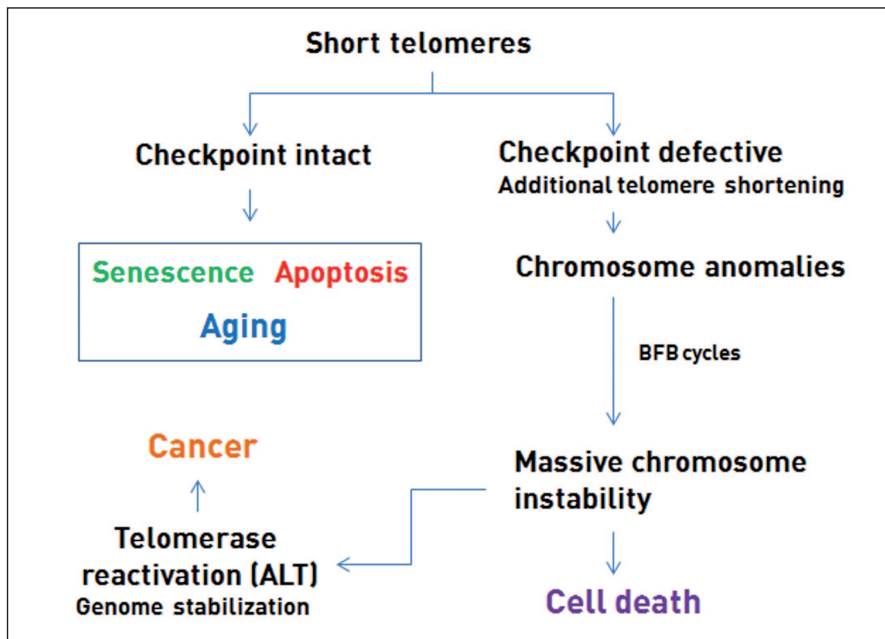 Short telomeres
Checkpoint intact
Checkpoint defective
Additional telomere shortening
Senescence Apoptosis
Aging
Chromosome anomalies
BFB cycles
Cancer
Massive chromosome
instability
Telomerase
reactivation (ALT)
Genome stabilization
Cell death